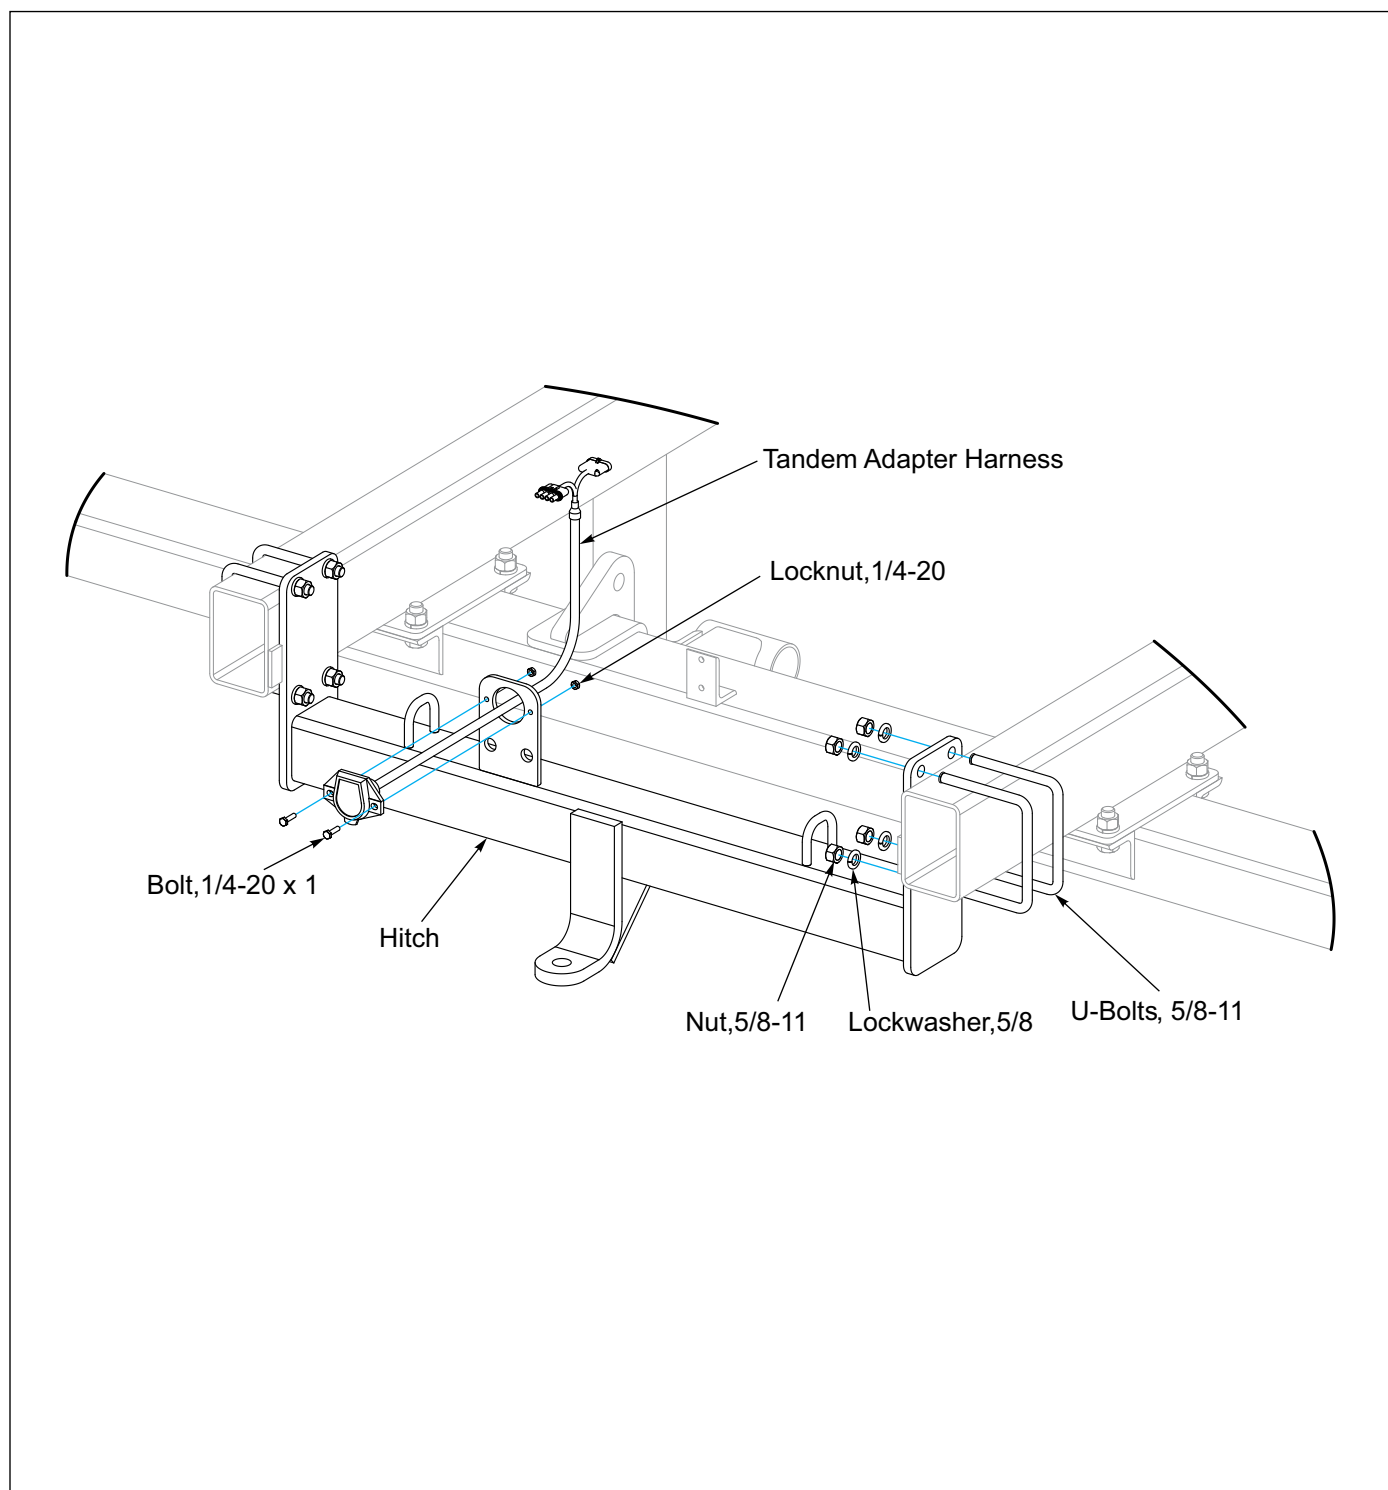 Tandem Adapter Harness
Locknut,1/4-20
Bolt,1/4-20 x 1
Hitch
Nut,5/8-11
Lockwasher,5/8
U-Bolts, 5/8-11